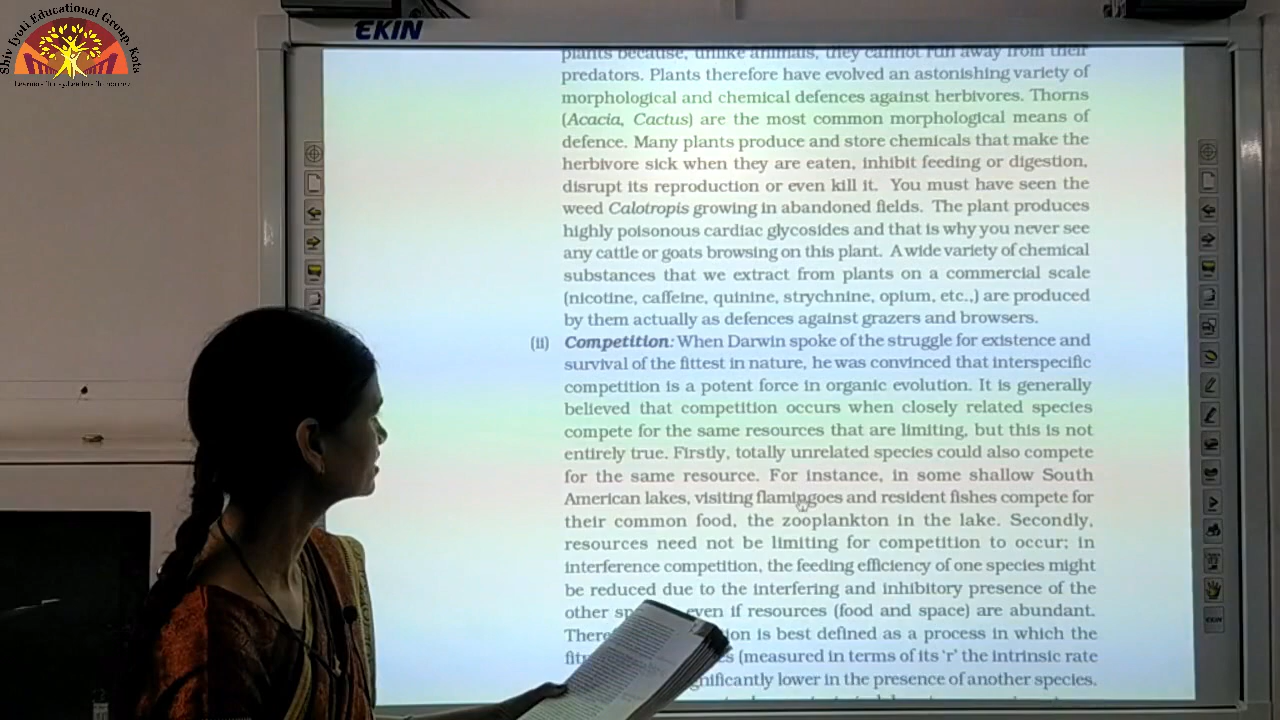 Shiv Jyoti Educational Group, Kota
EKIN
plants because, unlike animals, they cannot run away from their
predators. Plants therefore have evolved an astonishing variety of
morphological and chemical defences against herbivores. Thorns
(Acacia, Cactus) are the most common morphological means of
defence. Many plants produce and store chemicals that make the
herbivore sick when they are eaten, inhibit feeding or digestion,
disrupt its reproduction or even kill it. You must have seen the
weed Calotropis growing in abandoned fields. The plant produces
highly poisonous cardiac glycosides and that is why you never see
any cattle or goats browsing on this plant. A wide variety of chemical
substances that we extract from plants on a commercial scale
(nicotine, caffeine, quinine, strychnine, opium, etc.,) are produced
by them actually as defences against grazers and browsers.
(ii) Competition: When Darwin spoke of the struggle for existence and
survival of the fittest in nature, he was convinced that interspecific
competition is a potent force in organic evolution. It is generally
believed that competition occurs when closely related species
compete for the same resources that are limiting, but this is not
entirely true. Firstly, totally unrelated species could also compete
for the same resource. For instance, in some shallow South
American lakes, visiting flamingoes and resident fishes compete for
their common food, the zooplankton in the lake. Secondly,
resources need not be limiting for competition to occur; in
interference competition, the feeding efficiency of one species might
be reduced due to the interfering and inhibitory presence of the
other even if resources (food and space) are abundant.
is best defined as a process in which the
(measured in terms of its 'r' the intrinsic rate
lower in the presence of another species.